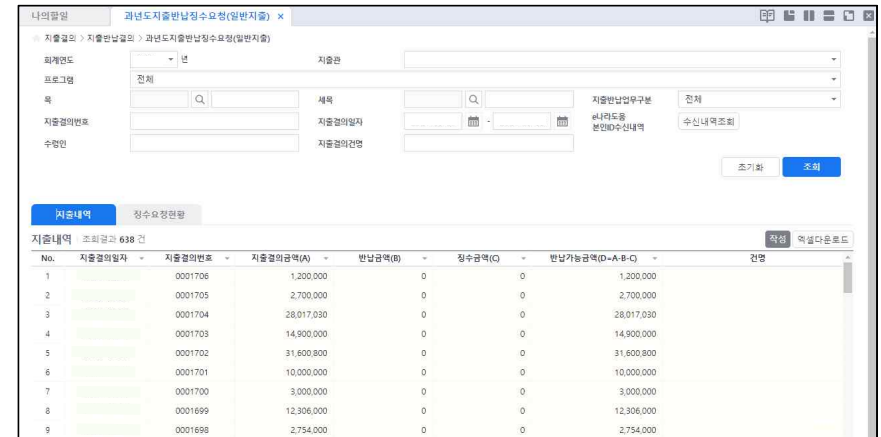 나의할일 과년도지출반납징수요청(일반지출) ×
지출결의 > 지출반납결의 > 과년도지출반납징수요청(일반지출)
회계연도 년 지출관
프로그램 전체
목 세목 지출반납업무구분 전체
지출결의번호 지출결의일자 - e나라도움 본인ID수신내역 수신내역조회
수령인 지출결의건명
초기화 조회
지출내역 징수요청현황
지출내역 조회결과 638 건 작성 엑셀다운로드
No. 지출결의일자 지출결의번호 지출결의금액(A) 반납금액(B) 징수금액(C) 반납가능금액(D=A-B-C) 건명
1 0001706 1,200,000 0 0 1,200,000
2 0001705 2,700,000 0 0 2,700,000
3 0001704 28,017,030 0 0 28,017,030
4 0001703 14,900,000 0 0 14,900,000
5 0001702 31,600,800 0 0 31,600,800
6 0001701 10,000,000 0 0 10,000,000
7 0001700 3,000,000 0 0 3,000,000
8 0001699 12,306,000 0 0 12,306,000
9 0001698 2,754,000 0 0 2,754,000